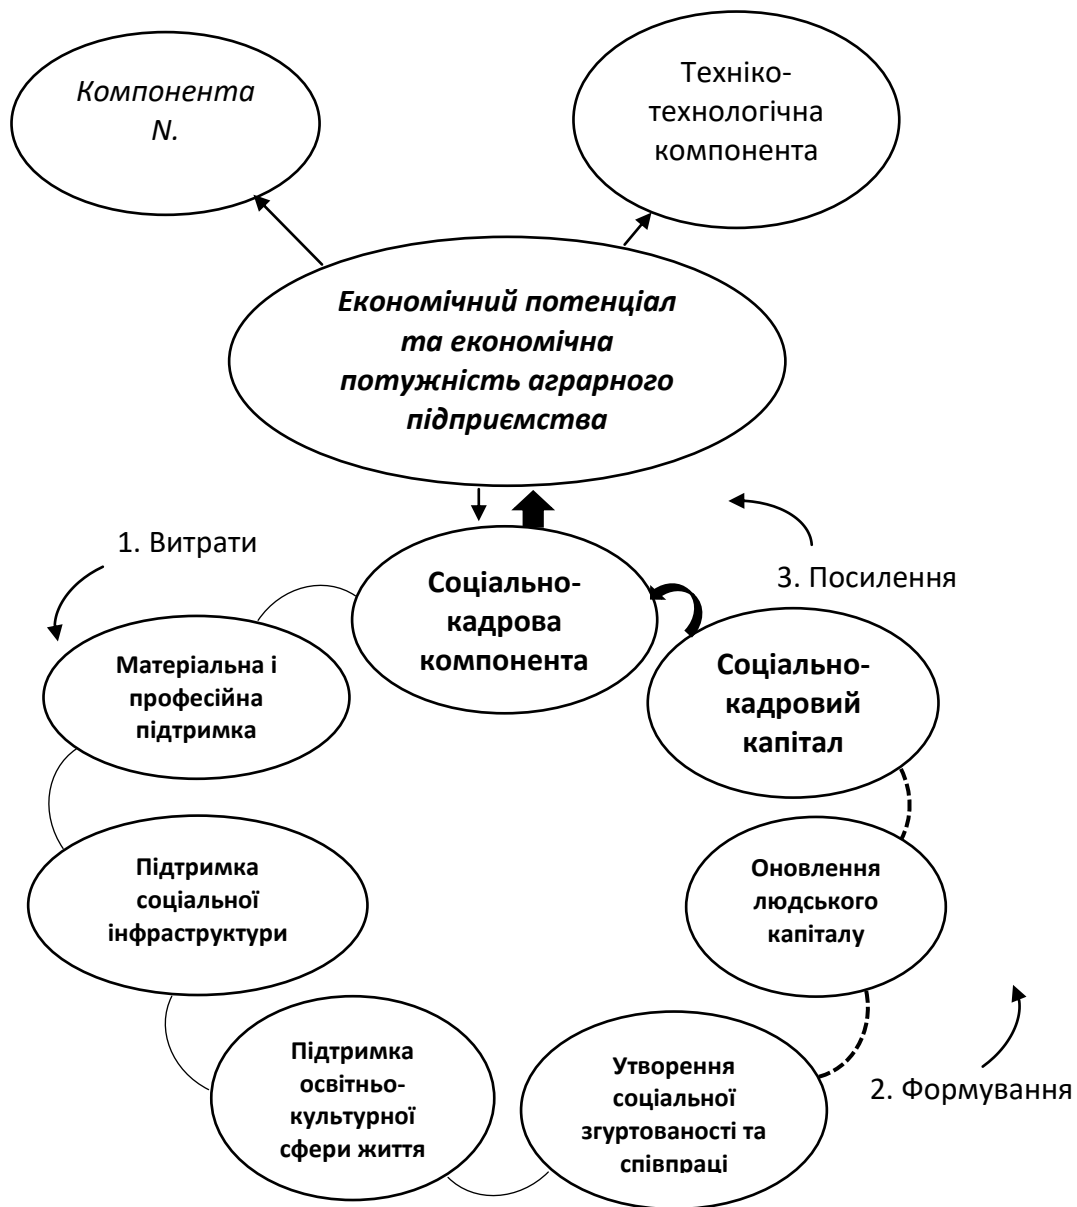 Компонента
N.
Техніко-
технологічна
компонента
Економічний потенціал
та економічна
потужність аграрного
підприємства
1. Витрати
3. Посилення
Соціально-
кадрова
компонента
Матеріальна і
професійна
підтримка
Соціально-
кадровий
капітал
Підтримка
соціальної
інфраструктури
Оновлення
людського
капіталу
Підтримка
освітньо-
культурної
сфери життя
Утворення
соціальної
згуртованості та
співпраці
2. Формування